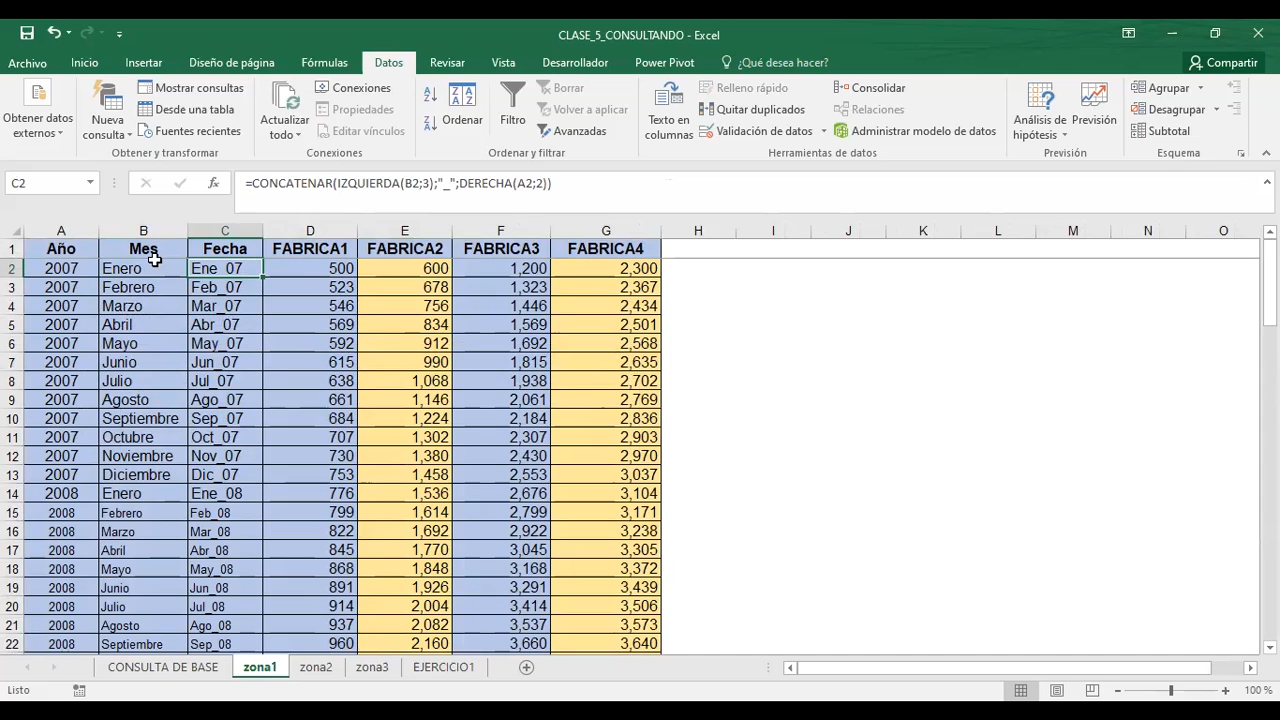 CLASE_5_CONSULTANDO - Excel
Archivo Inicio Insertar Diseño de página Fórmulas Datos Revisar Vista Desarrollador Power Pivot ¿Qué desea hacer? Compartir
Obtener datos externos
Nueva consulta
Mostrar consultas
Desde una tabla
Fuentes recientes
Obtener y transformar
Actualizar todo
Conexiones
Propiedades
Editar vínculos
Conexiones
Ordenar
Filtro
Borrar
Volver a aplicar
Avanzadas
Ordenar y filtrar
Texto en columnas
Relleno rápido
Quitar duplicados
Validación de datos
Consolidar
Relaciones
Administrar modelo de datos
Herramientas de datos
Análisis de hipótesis
Previsión
Previsión
Agrupar
Desagrupar
Subtotal
Esquema
C2 fx =CONCATENAR(IZQUIERDA(B2;3);"_";DERECHA(A2;2))
A B C D E F G H I J K L M N O
1 Año Mes Fecha FABRICA1 FABRICA2 FABRICA3 FABRICA4
2 2007 Enero Ene_07 500 600 1,200 2,300
3 2007 Febrero Feb_07 523 678 1,323 2,367
4 2007 Marzo Mar_07 546 756 1,446 2,434
5 2007 Abril Abr_07 569 834 1,569 2,501
6 2007 Mayo May_07 592 912 1,692 2,568
7 2007 Junio Jun_07 615 990 1,815 2,635
8 2007 Julio Jul_07 638 1,068 1,938 2,702
9 2007 Agosto Ago_07 661 1,146 2,061 2,769
10 2007 Septiembre Sep_07 684 1,224 2,184 2,836
11 2007 Octubre Oct_07 707 1,302 2,307 2,903
12 2007 Noviembre Nov_07 730 1,380 2,430 2,970
13 2007 Diciembre Dic_07 753 1,458 2,553 3,037
14 2008 Enero Ene_08 776 1,536 2,676 3,104
15 2008 Febrero Feb_08 799 1,614 2,799 3,171
16 2008 Marzo Mar_08 822 1,692 2,922 3,238
17 2008 Abril Abr_08 845 1,770 3,045 3,305
18 2008 Mayo May_08 868 1,848 3,168 3,372
19 2008 Junio Jun_08 891 1,926 3,291 3,439
20 2008 Julio Jul_08 914 2,004 3,414 3,506
21 2008 Agosto Ago_08 937 2,082 3,537 3,573
22 2008 Septiembre Sep_08 960 2,160 3,660 3,640
CONSULTA DE BASE zona1 zona2 zona3 EJERCICIO1
Listo 100 %